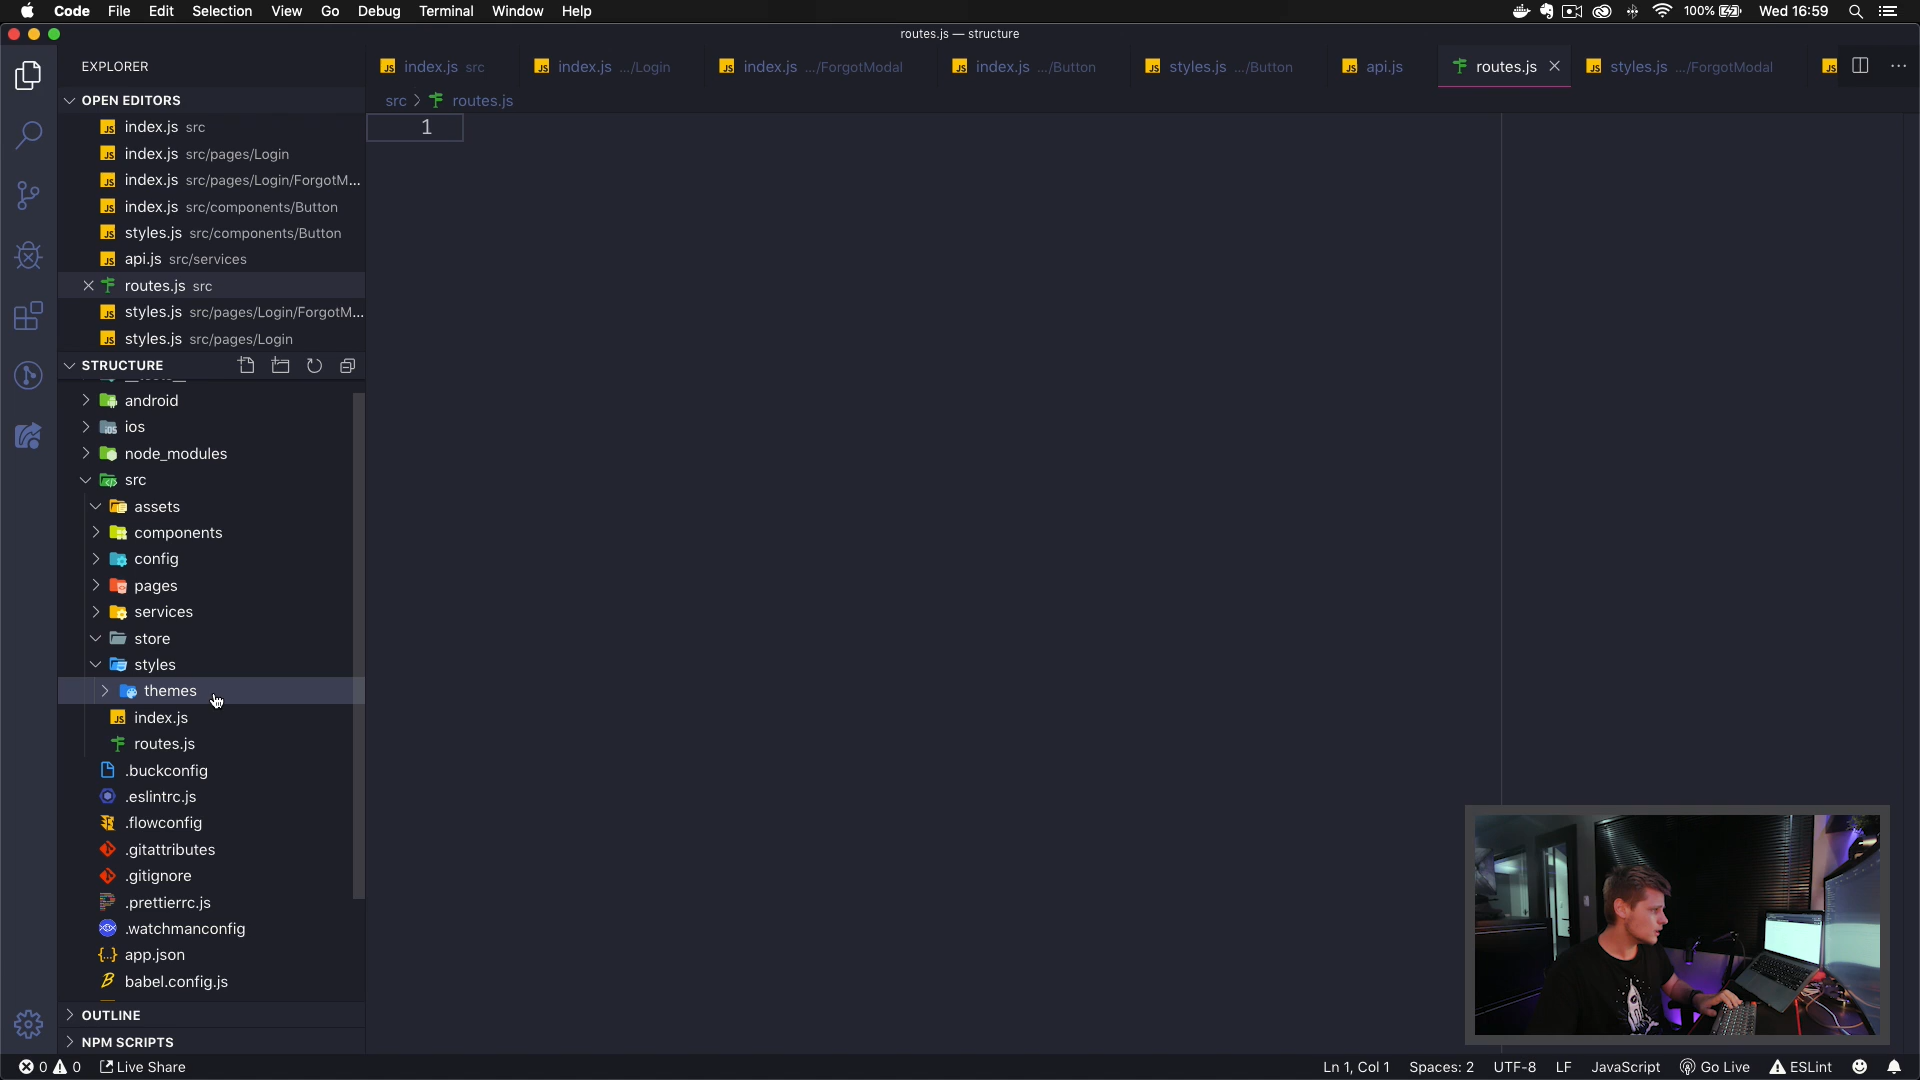 Code File Edit Selection View Go Debug Terminal Window Help 100% Wed 16:59
routes.js — structure
EXPLORER
index.js src index.js .../Login index.js .../ForgotModal index.js .../Button styles.js .../Button api.js routes.js styles.js .../ForgotModal
OPEN EDITORS
src > routes.js
1
index.js src
index.js src/pages/Login
index.js src/pages/Login/ForgotM...
index.js src/components/Button
styles.js src/components/Button
api.js src/services
routes.js src
styles.js src/pages/Login/ForgotM...
styles.js src/pages/Login
STRUCTURE
android
ios
node_modules
src
assets
components
config
pages
services
store
styles
themes
index.js
routes.js
.buckconfig
.eslintrc.js
.flowconfig
.gitattributes
.gitignore
.prettierrc.js
.watchmanconfig
app.json
babel.config.js
OUTLINE
NPM SCRIPTS
0 0 Live Share Ln 1, Col 1 Spaces: 2 UTF-8 LF JavaScript Go Live ESLint